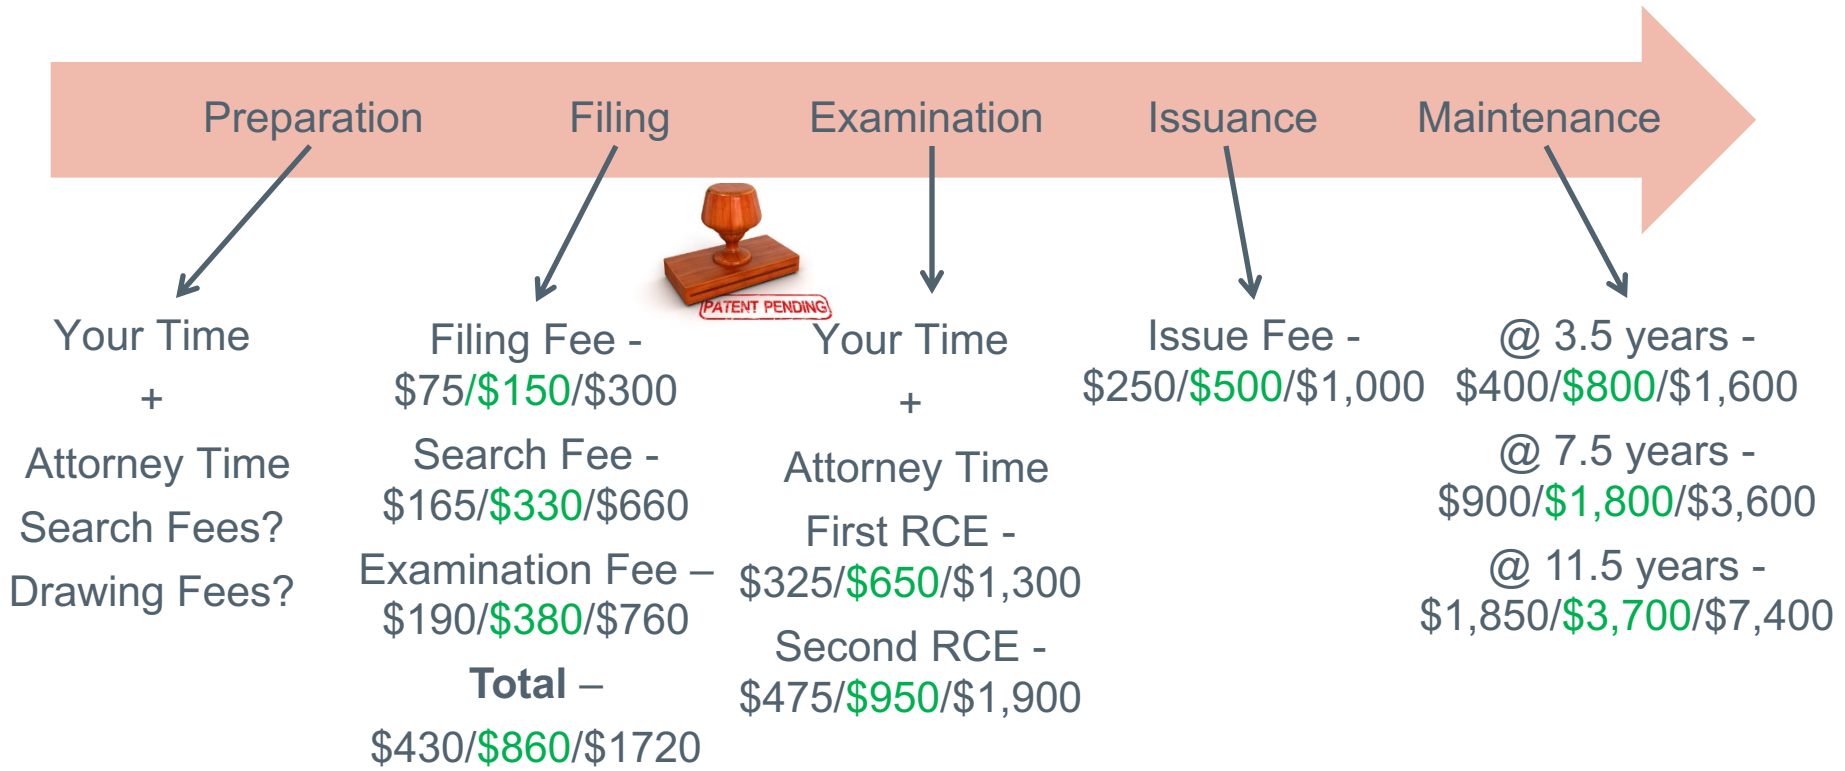 Preparation
Filing
Examination
Issuance
Maintenance
Your Time
+
Attorney Time
Search Fees?
Drawing Fees?
Filing Fee -
$75/$150/$300
Search Fee -
$165/$330/$660
Examination Fee –
$190/$380/$760
Total –
$430/$860/$1720
PATENT PENDING
Your Time
+
Attorney Time
First RCE -
$325/$650/$1,300
Second RCE -
$475/$950/$1,900
Issue Fee -
$250/$500/$1,000
@ 3.5 years -
$400/$800/$1,600
@ 7.5 years -
$900/$1,800/$3,600
@ 11.5 years -
$1,850/$3,700/$7,400